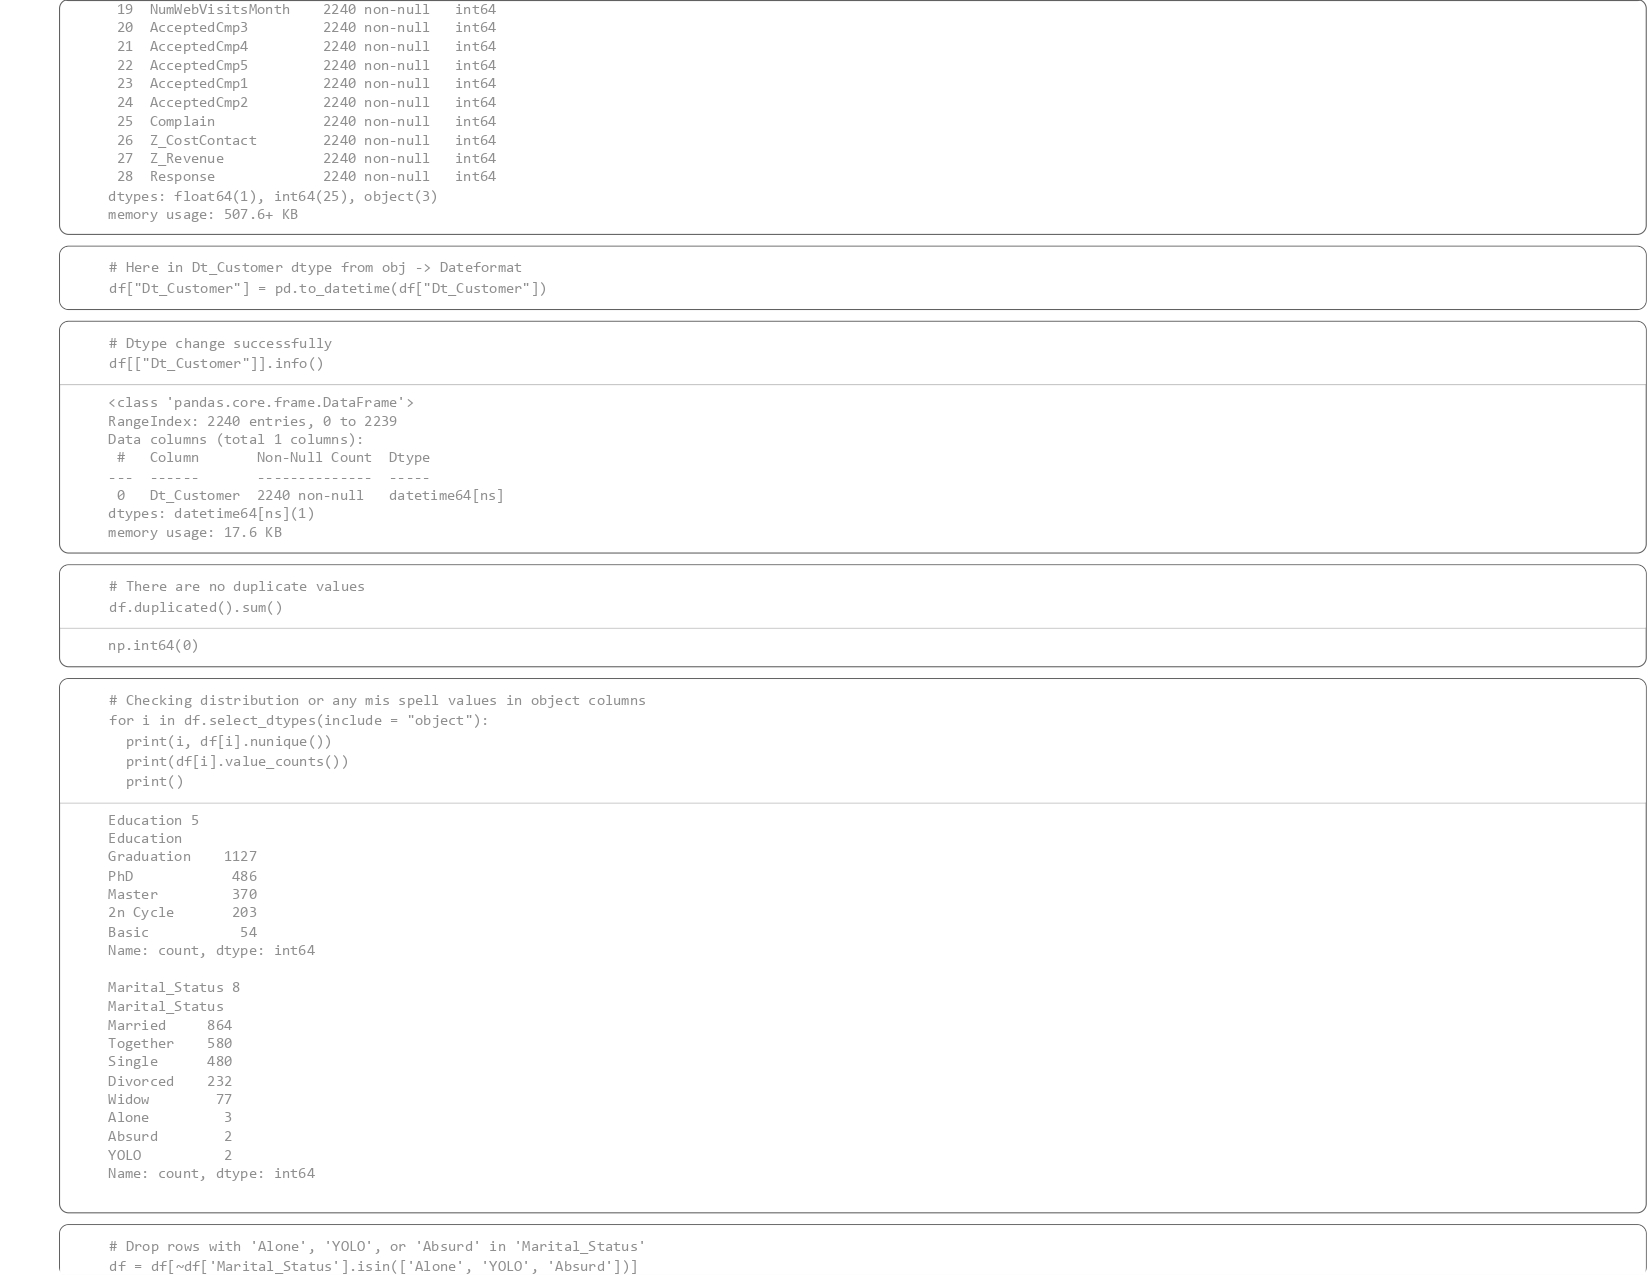 19  NumWebVisitsMonth    2240 non-null   int64
20  AcceptedCmp3         2240 non-null   int64
21  AcceptedCmp4         2240 non-null   int64
22  AcceptedCmp5         2240 non-null   int64
23  AcceptedCmp1         2240 non-null   int64
24  AcceptedCmp2         2240 non-null   int64
25  Complain             2240 non-null   int64
26  Z_CostContact        2240 non-null   int64
27  Z_Revenue            2240 non-null   int64
28  Response             2240 non-null   int64
dtypes: float64(1), int64(25), object(3)
memory usage: 507.6+ KB
# Here in Dt_Customer dtype from obj -> Dateformat
df["Dt_Customer"] = pd.to_datetime(df["Dt_Customer"])
# Dtype change successfully
df[["Dt_Customer"]].info()
<class 'pandas.core.frame.DataFrame'>
RangeIndex: 2240 entries, 0 to 2239
Data columns (total 1 columns):
 #   Column       Non-Null Count  Dtype
---  ------       --------------  -----
 0   Dt_Customer  2240 non-null   datetime64[ns]
dtypes: datetime64[ns](1)
memory usage: 17.6 KB
# There are no duplicate values
df.duplicated().sum()
np.int64(0)
# Checking distribution or any mis spell values in object columns
for i in df.select_dtypes(include = "object"):
  print(i, df[i].nunique())
  print(df[i].value_counts())
  print()
Education 5
Education
Graduation    1127
PhD            486
Master         370
2n Cycle       203
Basic           54
Name: count, dtype: int64
Marital_Status 8
Marital_Status
Married     864
Together    580
Single      480
Divorced    232
Widow        77
Alone         3
Absurd        2
YOLO          2
Name: count, dtype: int64
# Drop rows with 'Alone', 'YOLO', or 'Absurd' in 'Marital_Status'
df = df[~df['Marital_Status'].isin(['Alone', 'YOLO', 'Absurd'])]